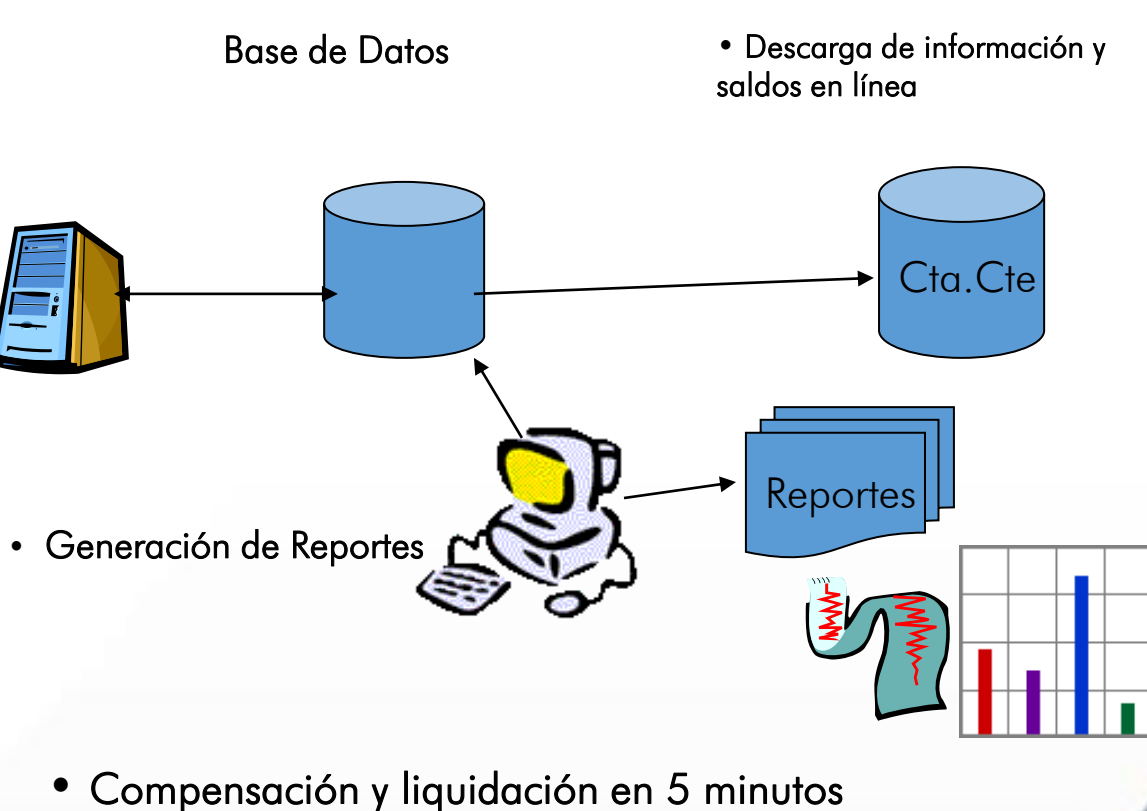 Base de Datos
• Descarga de información y
saldos en línea
Cta.Cte
Reportes
• Generación de Reportes
• Compensación y liquidación en 5 minutos